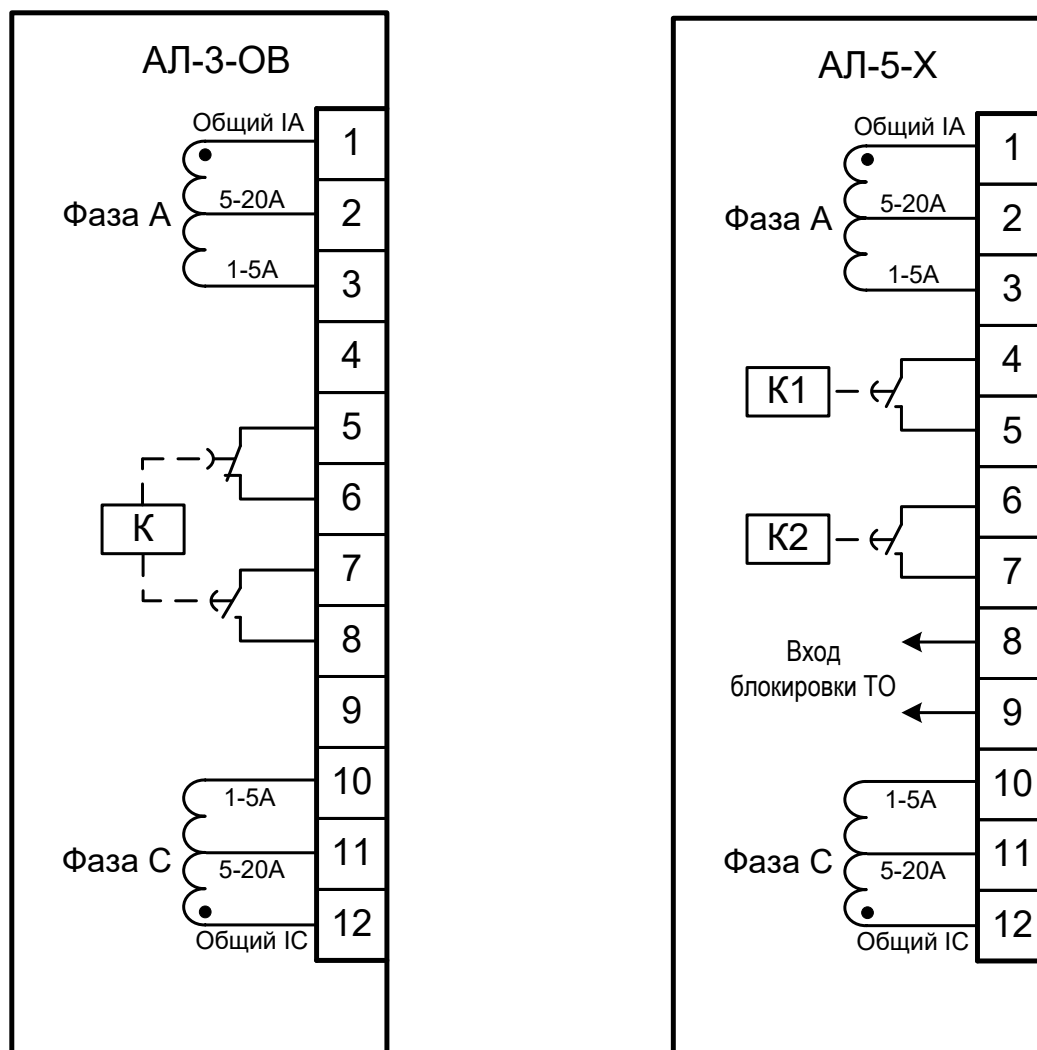 АЛ-3-ОВ
Общий IA
1
5-20А
Фаза А
2
1-5А
3
4
5
6
К
7
8
9
10
1-5А
Фаза С
11
5-20А
12
Общий IC
АЛ-5-Х
Общий IA
1
5-20А
Фаза А
2
1-5А
3
4
К1
5
6
К2
7
8
Вход
блокировки ТО
9
10
1-5А
Фаза С
11
5-20А
12
Общий IC